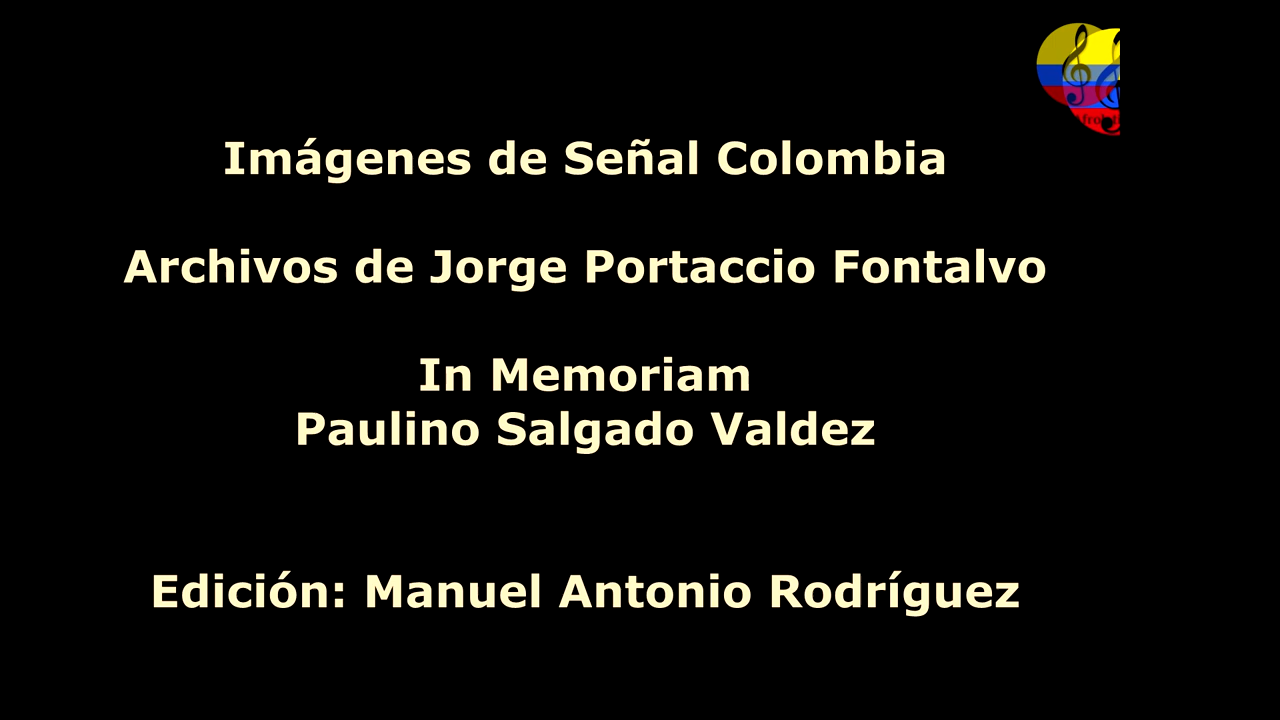 Imágenes de Señal Colombia
Archivos de Jorge Portaccio Fontalvo
In Memoriam
Paulino Salgado Valdez
Edición: Manuel Antonio Rodríguez